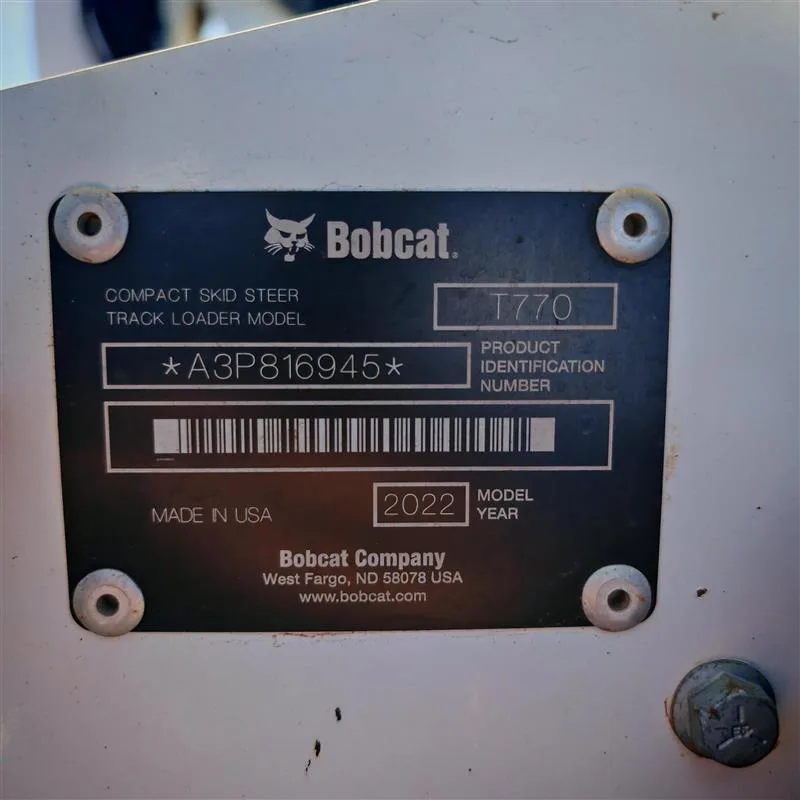 Bobcat.
COMPACT SKID STEER
TRACK LOADER MODEL
T770
*A3P816945*
PRODUCT
IDENTIFICATION
NUMBER
MADE IN USA
2022
MODEL
YEAR
Bobcat Company
West Fargo, ND 58078 USA
www.bobcat.com